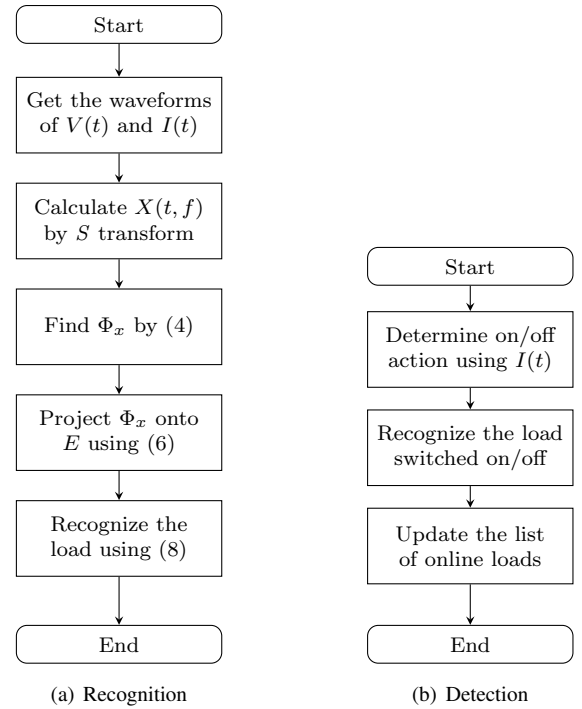 Start
Get the waveforms
of V(t) and I(t)
Calculate X(t, f)
by S transform
Find Φx by (4)
Project Φx onto
E using (6)
Recognize the
load using (8)
End
(a) Recognition
Start
Determine on/off
action using I(t)
Recognize the load
switched on/off
Update the list
of online loads
End
(b) Detection